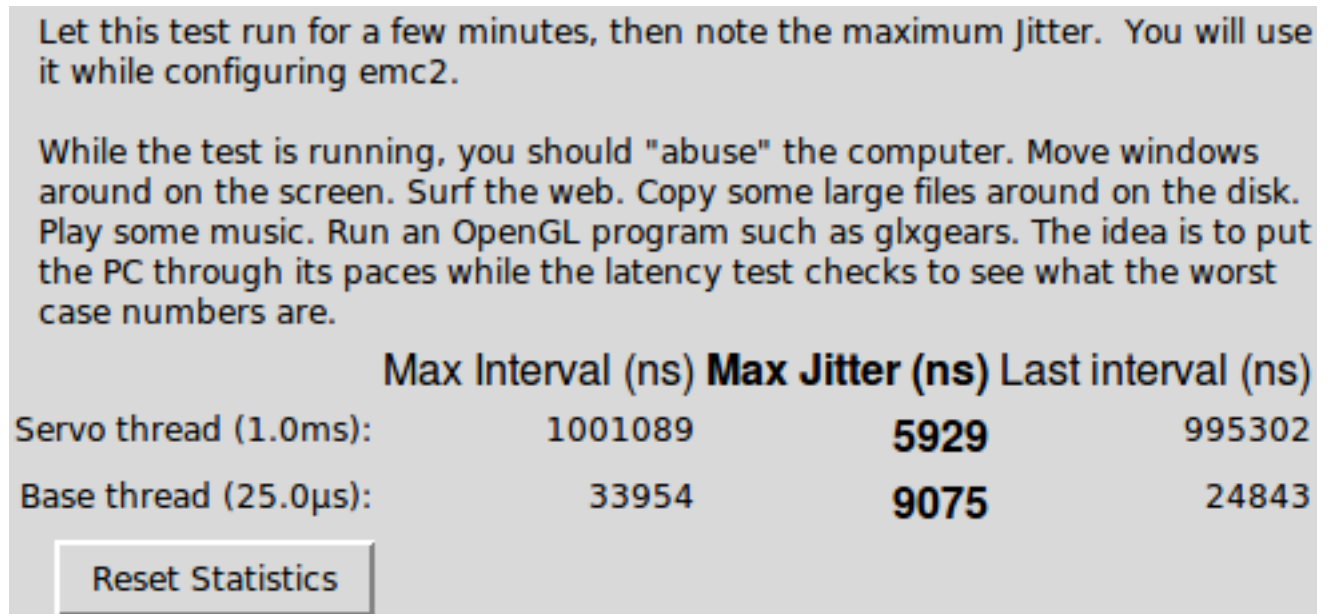 Let this test run for a few minutes, then note the maximum Jitter.  You will use
it while configuring emc2.
While the test is running, you should "abuse" the computer. Move windows
around on the screen. Surf the web. Copy some large files around on the disk.
Play some music. Run an OpenGL program such as glxgears. The idea is to put
the PC through its paces while the latency test checks to see what the worst
case numbers are.
Max Interval (ns) Max Jitter (ns) Last interval (ns)
Servo thread (1.0ms): 1001089 5929 995302
Base thread (25.0µs): 33954 9075 24843
Reset Statistics